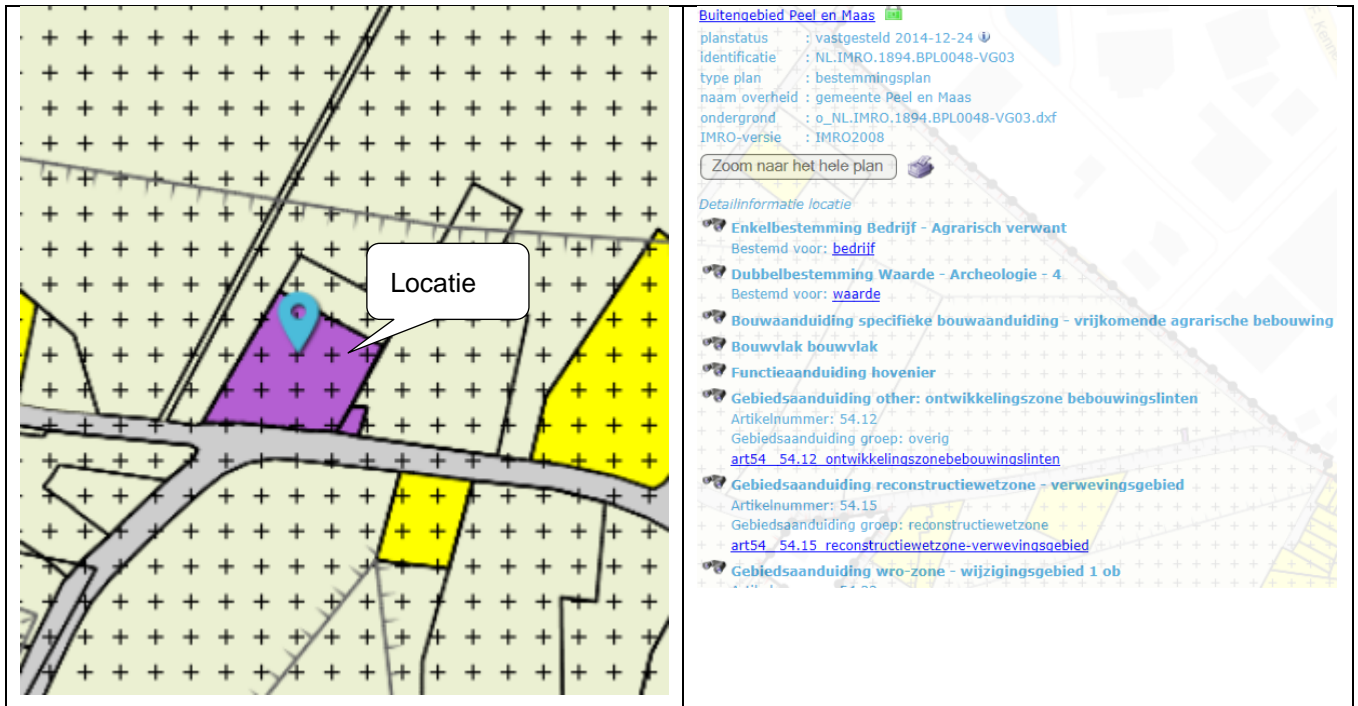 Locatie
Buitengebied Peel en Maas
planstatus : vastgesteld 2014-12-24
identificatie : NL.IMRO.1894.BPL0048-VG03
type plan : bestemmingsplan
naam overheid : gemeente Peel en Maas
ondergrond : o_NL.IMRO.1894.BPL0048-VG03.dxf
IMRO-versie : IMRO2008
Zoom naar het hele plan
Detailinformatie locatie
Enkelbestemming Bedrijf - Agrarisch verwant
Bestemd voor: bedrijf
Dubbelbestemming Waarde - Archeologie - 4
Bestemd voor: waarde
Bouwaanduiding specifieke bouwaanduiding - vrijkomende agrarische bebouwing
Bouwvlak bouwvlak
Functieaanduiding hovenier
Gebiedsaanduiding other: ontwikkelingszone bebouwingslinten
Artikelnummer: 54.12
Gebiedsaanduiding groep: overig
art54_ 54.12_ontwikkelingszonebebouwingslinten
Gebiedsaanduiding reconstructiewetzone - verwevingsgebied
Artikelnummer: 54.15
Gebiedsaanduiding groep: reconstructiewetzone
art54_ 54.15_reconstructiewetzone-verwevingsgebied
Gebiedsaanduiding wro-zone - wijzigingsgebied 1 ob